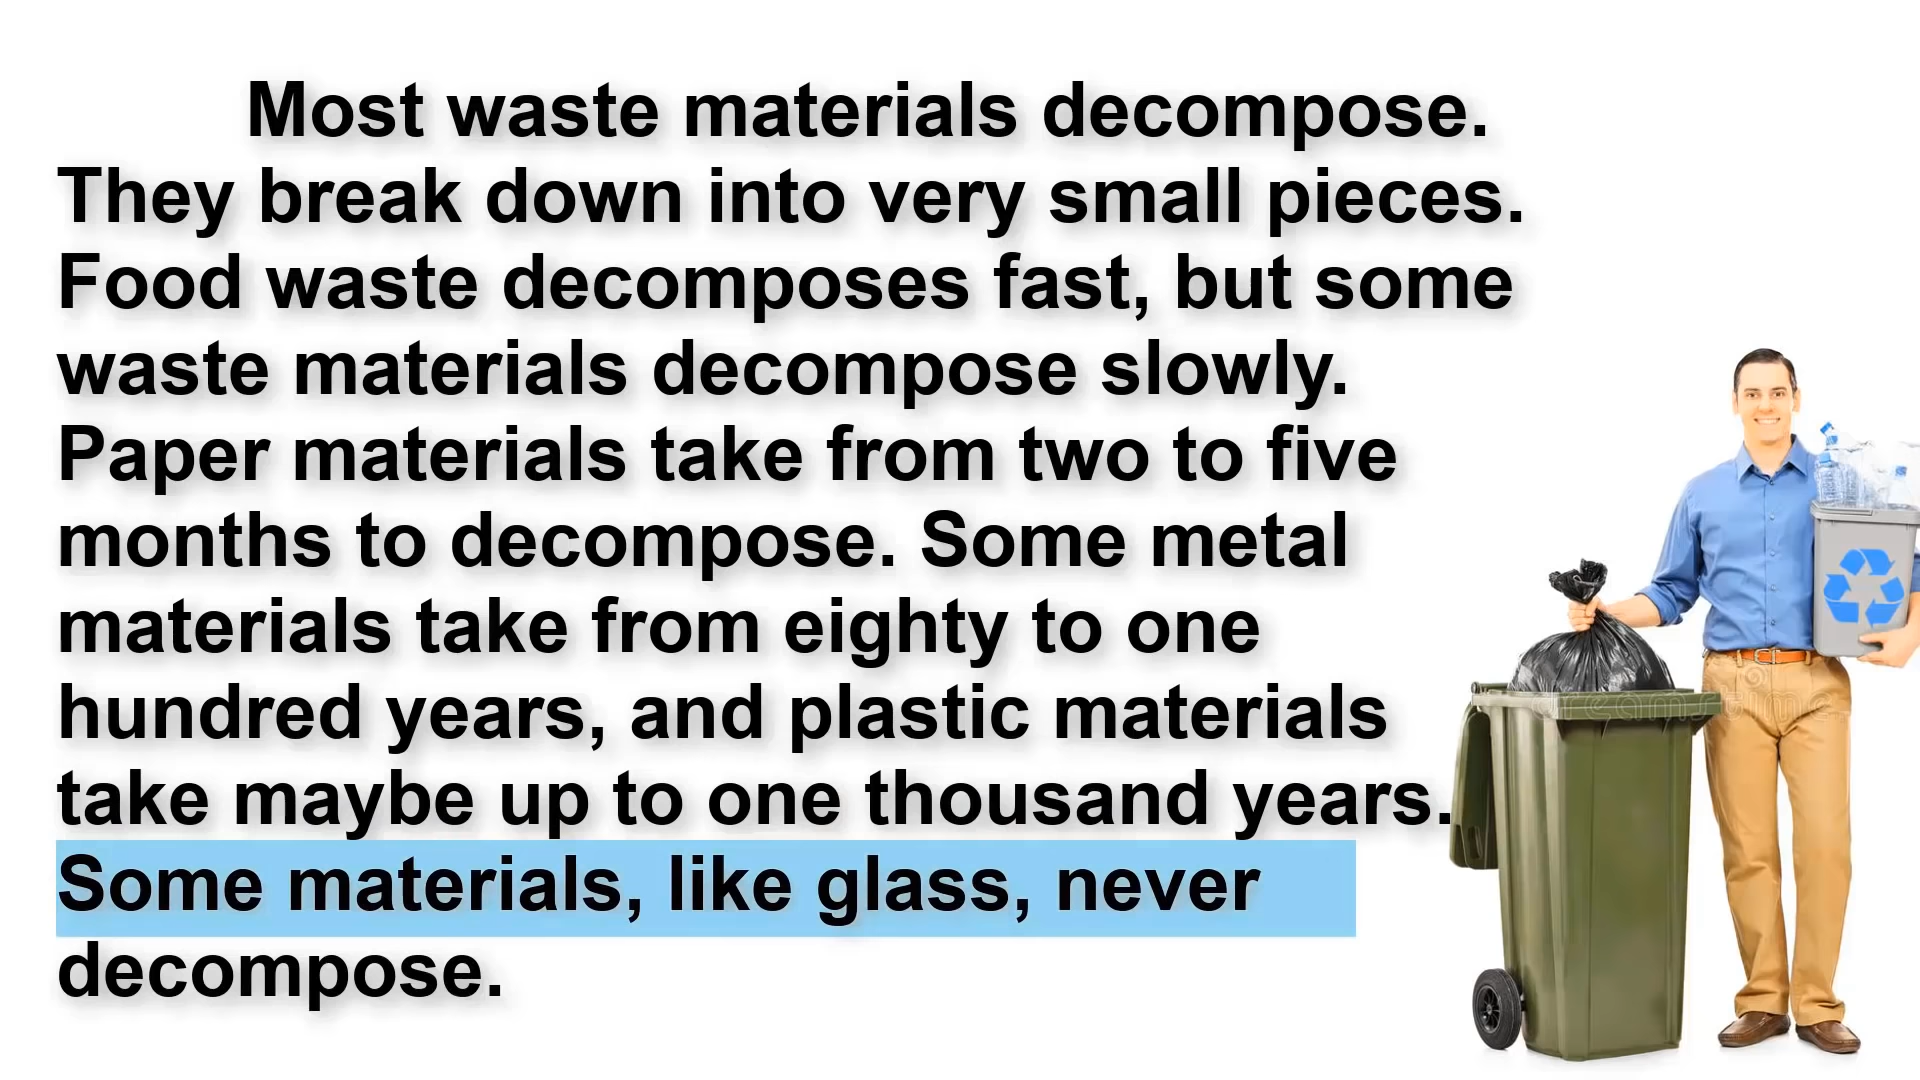 Most waste materials decompose.
They break down into very small pieces.
Food waste decomposes fast, but some
waste materials decompose slowly.
Paper materials take from two to five
months to decompose. Some metal
materials take from eighty to one
hundred years, and plastic materials
take maybe up to one thousand years.
Some materials, like glass, never
decompose.
dreamstime